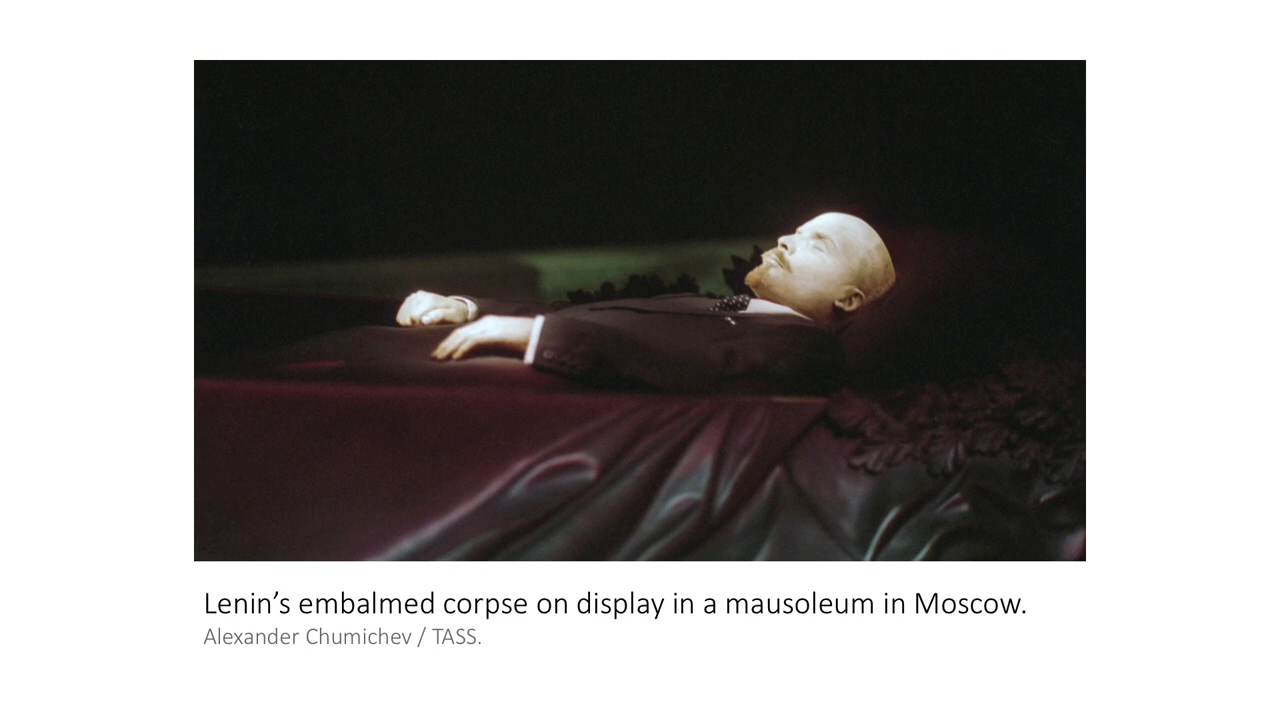 Lenin’s embalmed corpse on display in a mausoleum in Moscow.
Alexander Chumichev / TASS.